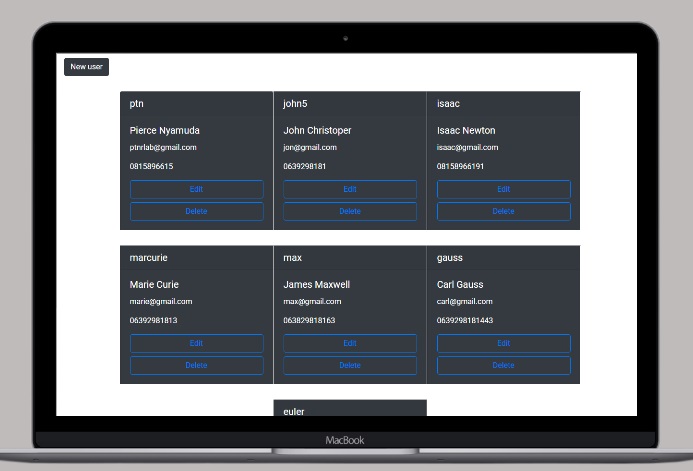 New user
ptn
john5
isaac
Pierce Nyamuda
John Christoper
Isaac Newton
ptnrlab@gmail.com
jon@gmail.com
isaac@gmail.com
0815896615
0639298181
08158966191
Edit
Edit
Edit
Delete
Delete
Delete
marcurie
max
gauss
Marie Curie
James Maxwell
Carl Gauss
marie@gmail.com
max@gmail.com
carl@gmail.com
06392981813
063829818163
0639298181443
Edit
Edit
Edit
Delete
Delete
Delete
euler
MacBook